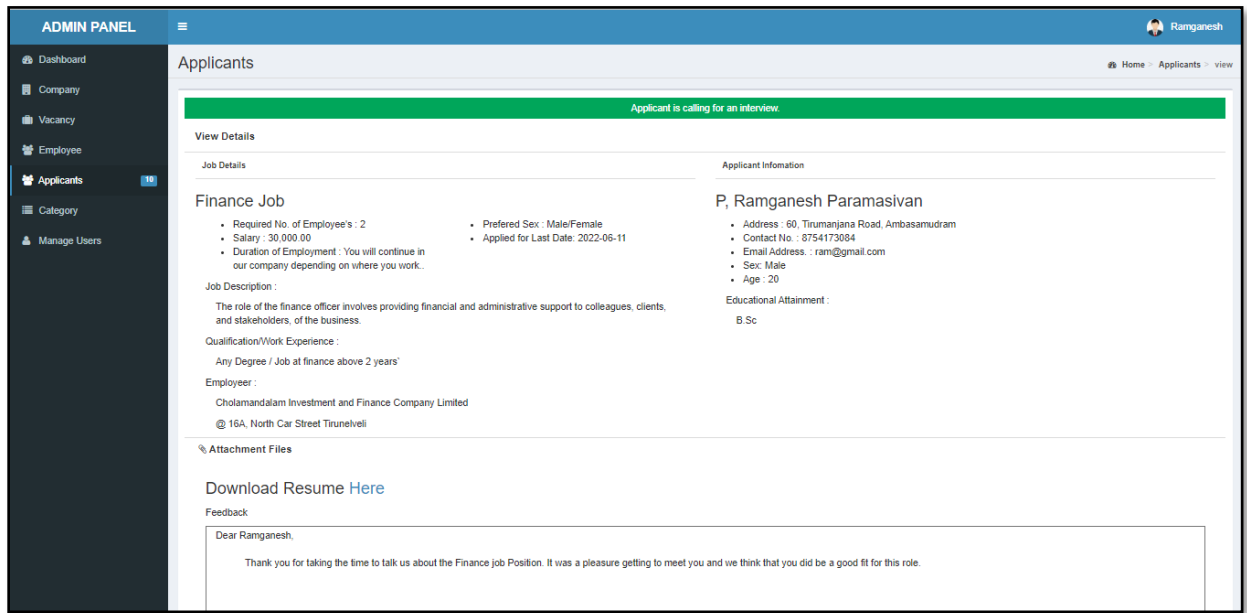 ADMIN PANEL
Ramganesh
Dashboard
Company
Vacancy
Employee
Applicants 10
Category
Manage Users
Applicants
Home > Applicants > view
Applicant is calling for an interview.
View Details
Job Details
Finance Job
Required No. of Employee's : 2
Salary : 30,000.00
Duration of Employment : You will continue in
our company depending on where you work..
Prefered Sex : Male/Female
Applied for Last Date: 2022-06-11
Job Description :
The role of the finance officer involves providing financial and administrative support to colleagues, clients,
and stakeholders, of the business.
Qualification/Work Experience :
Any Degree / Job at finance above 2 years`
Employeer :
Cholamandalam Investment and Finance Company Limited
@ 16A, North Car Street Tirunelveli
Applicant Infomation
P, Ramganesh Paramasivan
Address : 60, Tirumanjana Road, Ambasamudram
Contact No. : 8754173084
Email Address. : ram@gmail.com
Sex: Male
Age : 20
Educational Attainment :
B.Sc
Attachment Files
Download Resume Here
Feedback
Dear Ramganesh,
Thank you for taking the time to talk us about the Finance job Position. It was a pleasure getting to meet you and we think that you did be a good fit for this role.